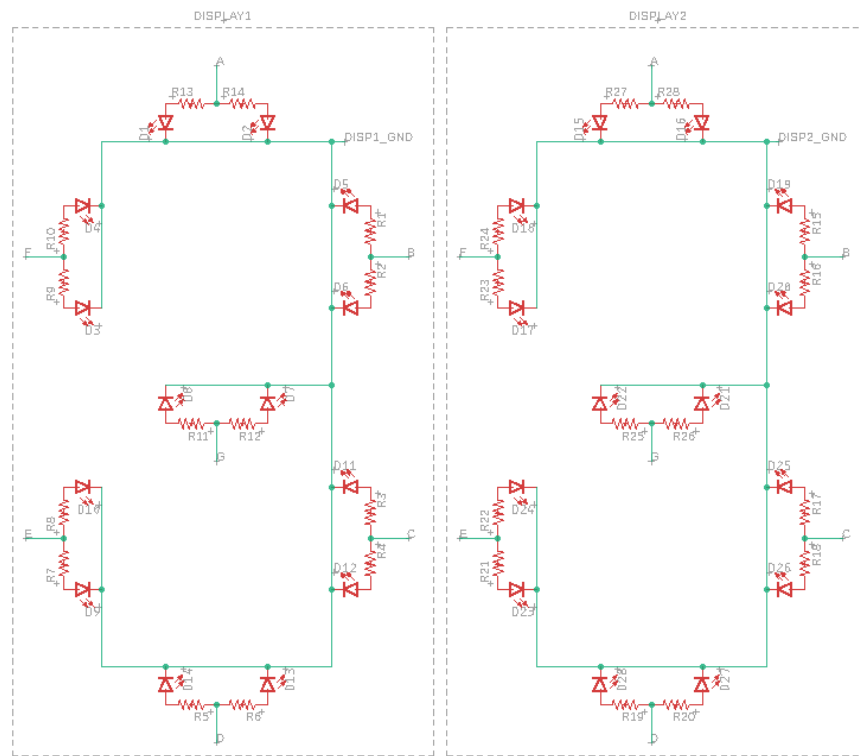 DISPLAY1 DISPLAY2
A A
R13 R14 R27 R28
D1 D2 D15 D16
DISP1_GND DISP2_GND
D5 D19
R1 R15
R10 D4 R24 D18
F B F B
R2 R16
R9 D6 R23 D20
D3 D17
D8 D7 D22 D21
R11 R12 R25 R26
G G
D11 D25
R3 R17
R8 D10 R22 D24
E C E C
R4 R18
R7 D12 R21 D26
D9 D23
D14 D13 D28 D27
R5 R6 R19 R20
D D